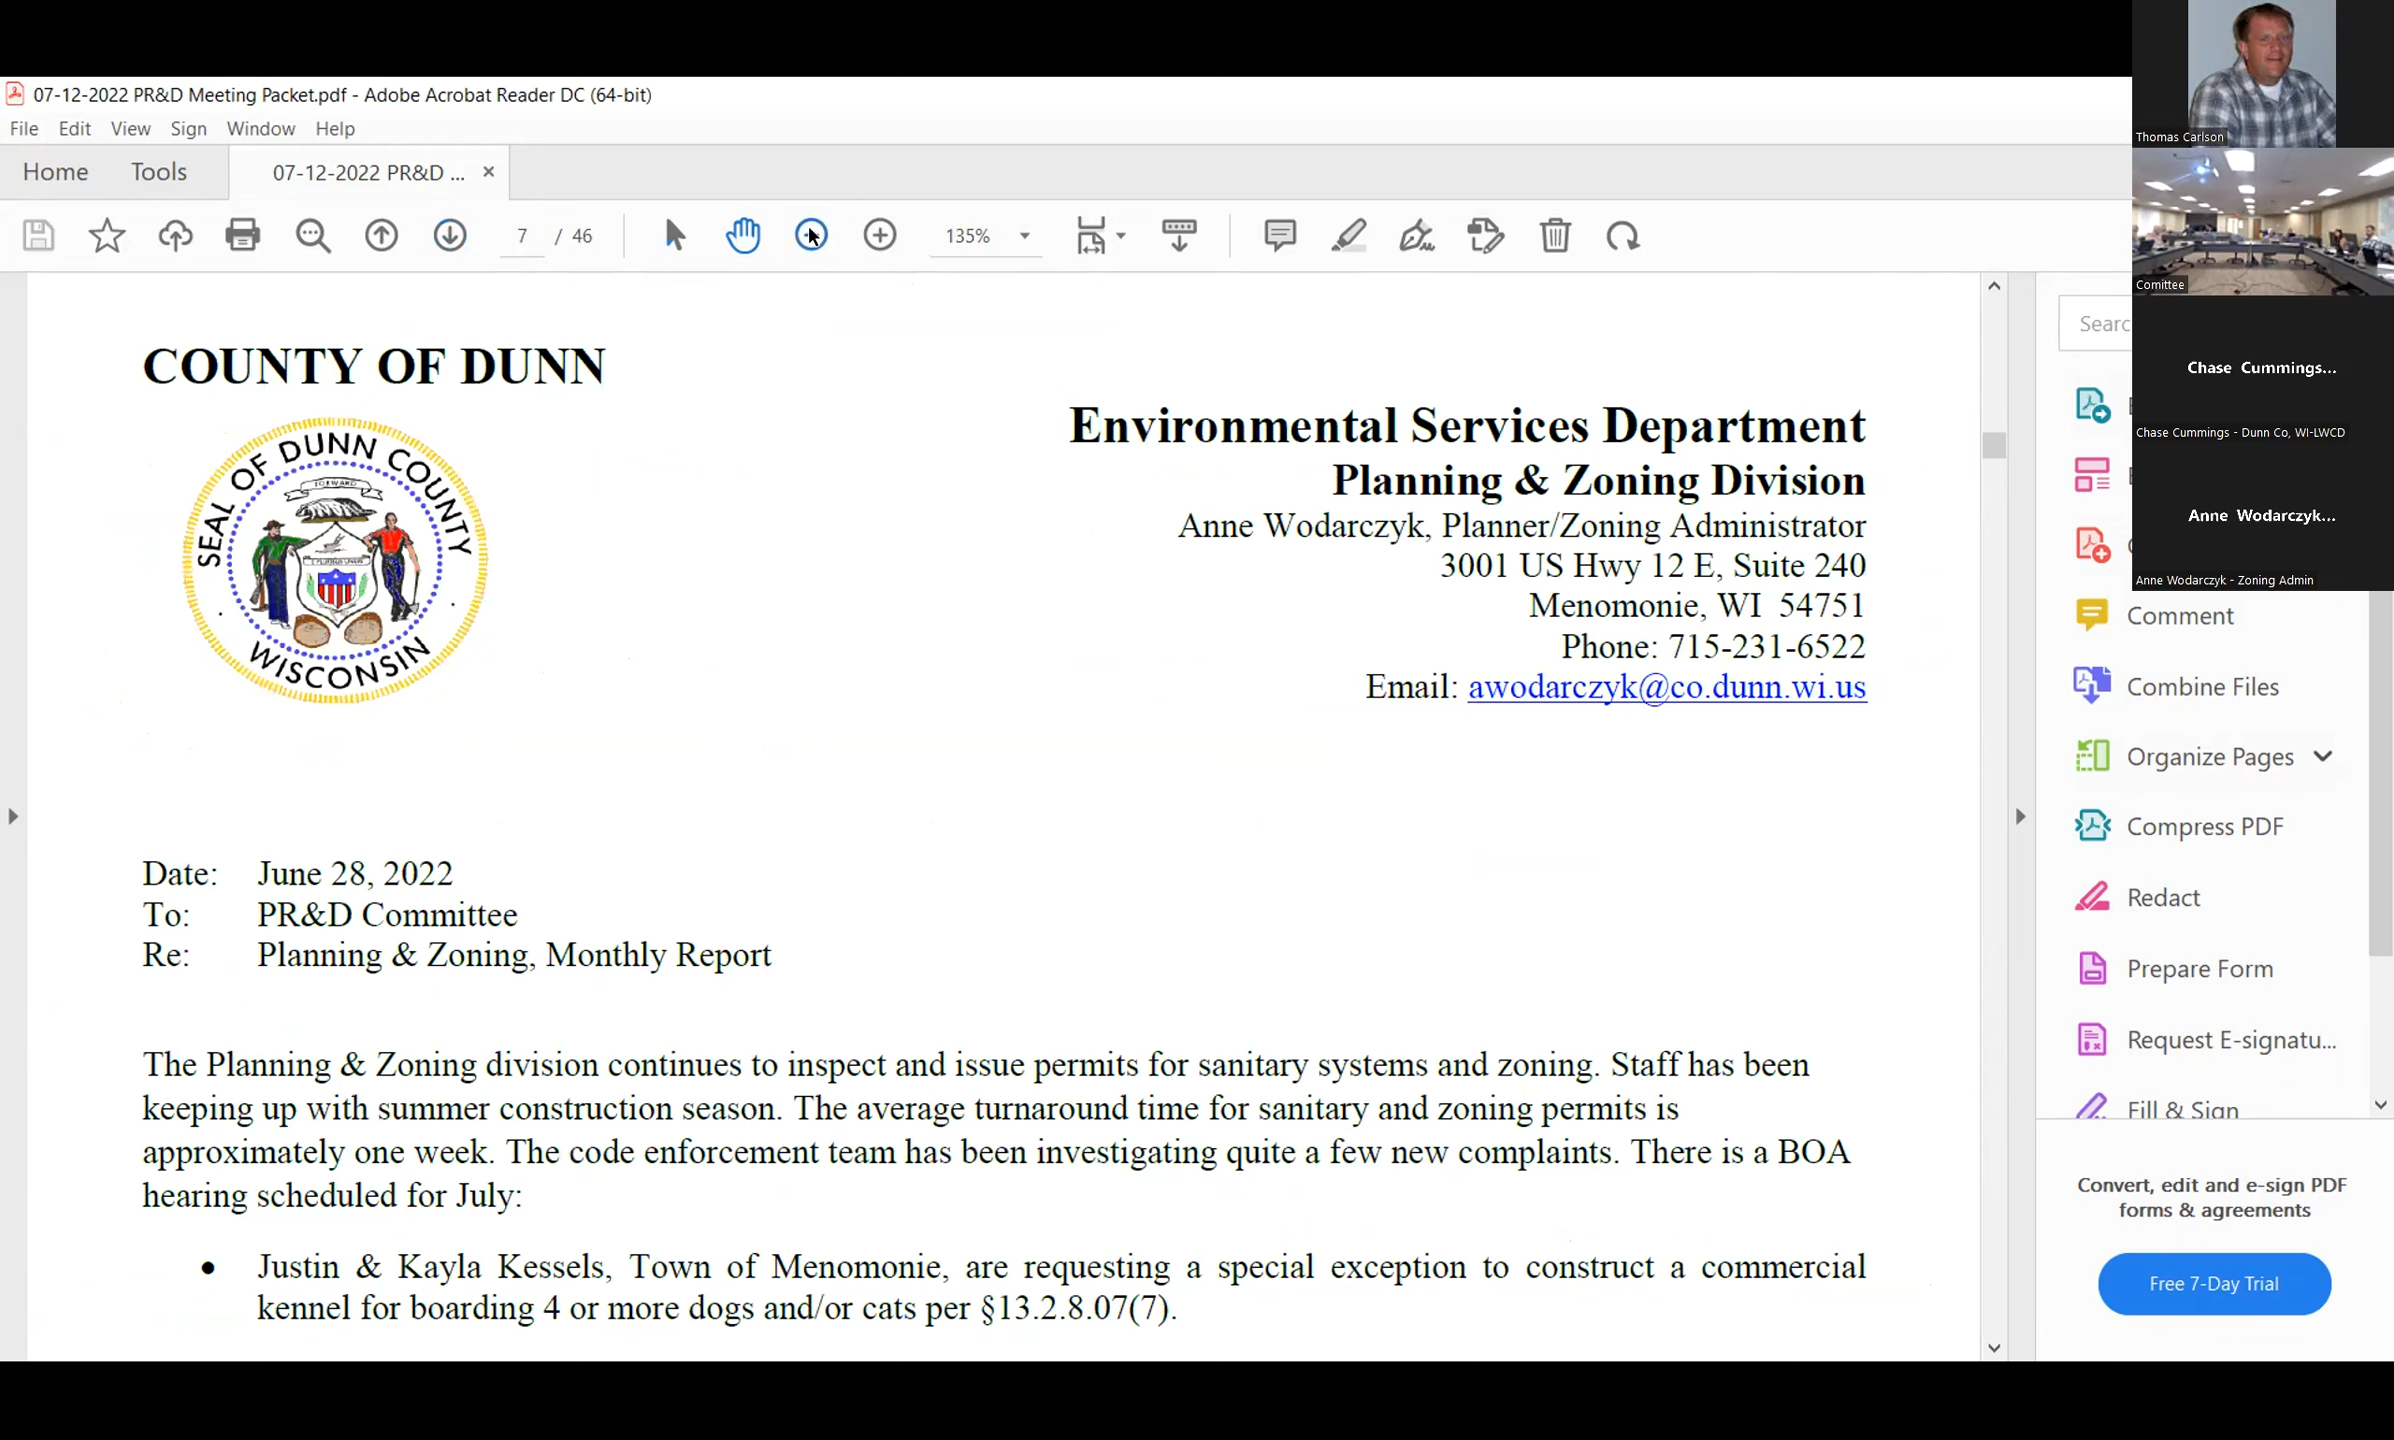 07-12-2022 PR&D Meeting Packet.pdf - Adobe Acrobat Reader DC (64-bit)
File Edit View Sign Window Help
Home Tools 07-12-2022 PR&D ...
7 / 46 135%
Thomas Carlson
Comittee
Chase Cummings...
Chase Cummings - Dunn Co, WI-LWCD
Anne Wodarczyk...
Anne Wodarczyk - Zoning Admin
COUNTY OF DUNN
SEAL OF DUNN COUNTY
FORWARD
WISCONSIN
Environmental Services Department
Planning & Zoning Division
Anne Wodarczyk, Planner/Zoning Administrator
3001 US Hwy 12 E, Suite 240
Menomonie, WI 54751
Phone: 715-231-6522
Email: awodarczyk@co.dunn.wi.us
Date: June 28, 2022
To: PR&D Committee
Re: Planning & Zoning, Monthly Report
The Planning & Zoning division continues to inspect and issue permits for sanitary systems and zoning. Staff has been
keeping up with summer construction season. The average turnaround time for sanitary and zoning permits is
approximately one week. The code enforcement team has been investigating quite a few new complaints. There is a BOA
hearing scheduled for July:
• Justin & Kayla Kessels, Town of Menomonie, are requesting a special exception to construct a commercial
kennel for boarding 4 or more dogs and/or cats per §13.2.8.07(7).
Searc
Comment
Combine Files
Organize Pages
Compress PDF
Redact
Prepare Form
Request E-signatu...
Fill & Sign
Convert, edit and e-sign PDF
forms & agreements
Free 7-Day Trial